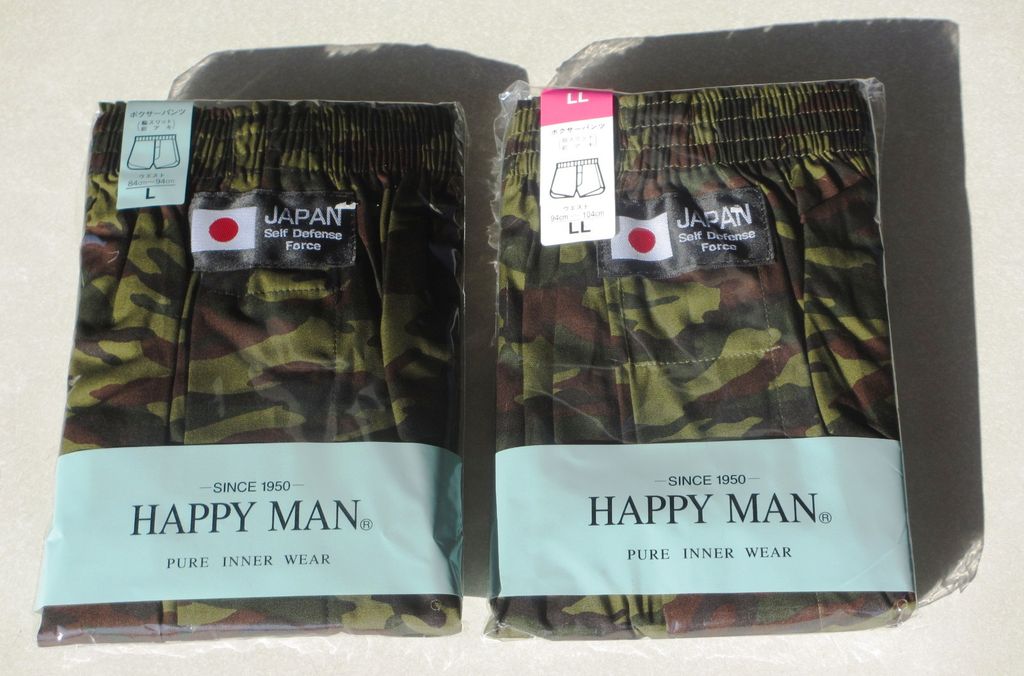 ボクサーパンツ
ウエスト
84cm—94cm
L
JAPAN
Self Defense
Force
—SINCE 1950—
HAPPY MAN®
PURE INNER WEAR
LL
ボクサーパンツ
ウエスト
94cm—104cm
LL
JAPAN
Self Defense
Force
—SINCE 1950—
HAPPY MAN®
PURE INNER WEAR